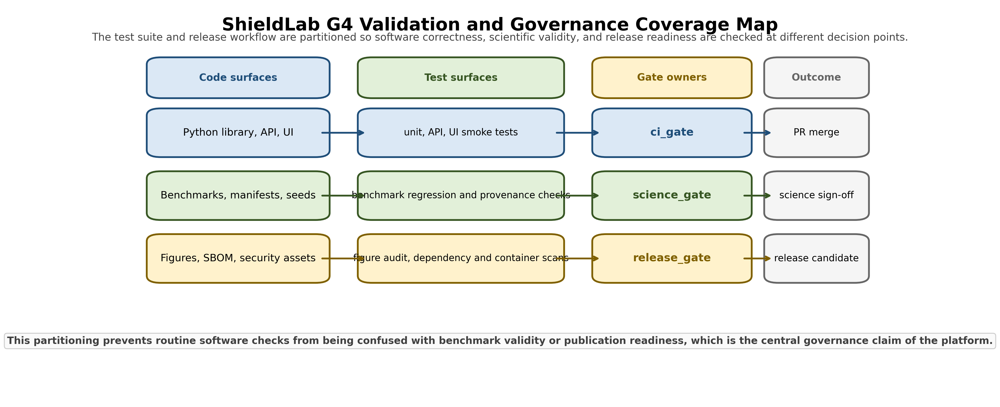 ShieldLab G4 Validation and Governance Coverage Map
The test suite and release workflow are partitioned so software correctness, scientific validity, and release readiness are checked at different decision points.
Code surfaces
Test surfaces
Gate owners
Outcome
Python library, API, UI
unit, API, UI smoke tests
ci_gate
PR merge
Benchmarks, manifests, seeds
benchmark regression and provenance checks
science_gate
science sign-off
Figures, SBOM, security assets
figure audit, dependency and container scans
release_gate
release candidate
This partitioning prevents routine software checks from being confused with benchmark validity or publication readiness, which is the central governance claim of the platform.